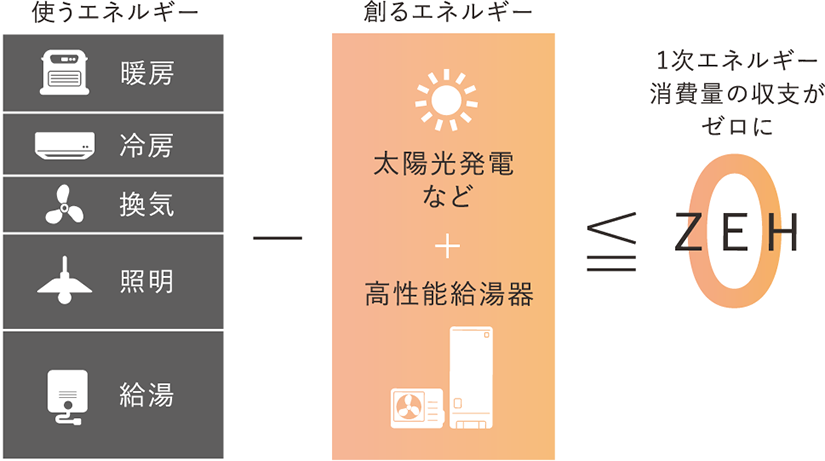 使うエネルギー
暖房
冷房
換気
照明
給湯
—
創るエネルギー
太陽光発電
など
+
高性能給湯器
≦
1次エネルギー
消費量の収支が
ゼロに
0
ZEH